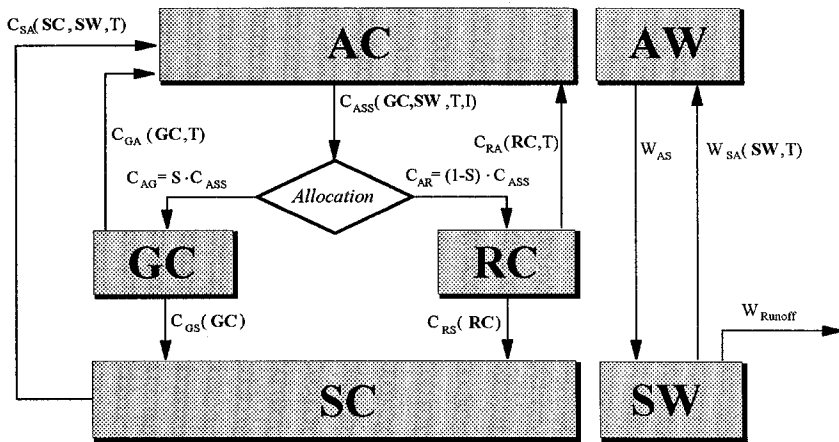 C_SA(SC,SW,T)
AC
AW
C_ASS(GC,SW,T,I)
C_GA(GC,T)
C_RA(RC,T)
W_AS
W_SA(SW,T)
C_AG= S·C_ASS
C_AR= (1-S)·C_ASS
Allocation
GC
RC
C_GS(GC)
C_RS(RC)
W_Runoff
SC
SW